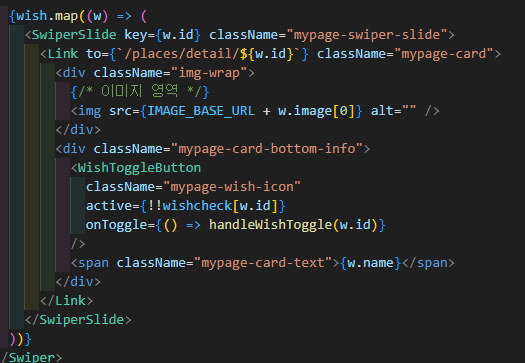 {wish.map((w) => (
<SwiperSlide key={w.id} className="mypage-swiper-slide">
<Link to={`/places/detail/${w.id}`} className="mypage-card">
<div className="img-wrap">
{/* 이미지 영역 */}
<img src={IMAGE_BASE_URL + w.image[0]} alt="" />
</div>
<div className="mypage-card-bottom-info">
<WishToggleButton
className="mypage-wish-icon"
active={!!wishcheck[w.id]}
onToggle={() => handleWishToggle(w.id)}
/>
<span className="mypage-card-text">{w.name}</span>
</div>
</Link>
</SwiperSlide>
))}
/Swiper>